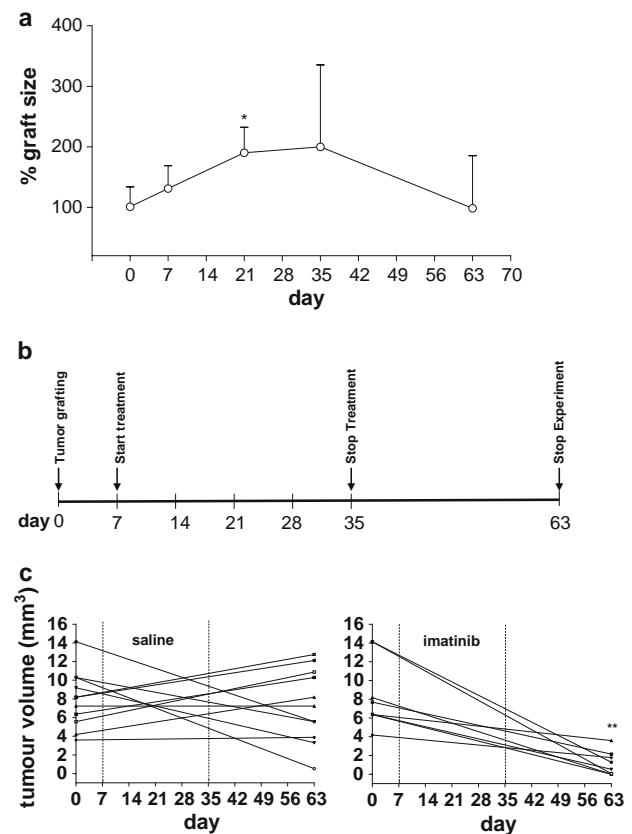 a
400
300
200
100
% graft size
*
0 7 14 21 28 35 42 49 56 63 70
day
b
Tumor grafting
Start treatment
Stop Treatment
Stop Experiment
day 0 7 14 21 28 35 63
c
tumour volume (mm³)
16
14
12
10
8
6
4
2
0
saline
0 7 14 21 28 35 42 49 56 63
day
16
14
12
10
8
6
4
2
0
imatinib
**
0 7 14 21 28 35 42 49 56 63
day